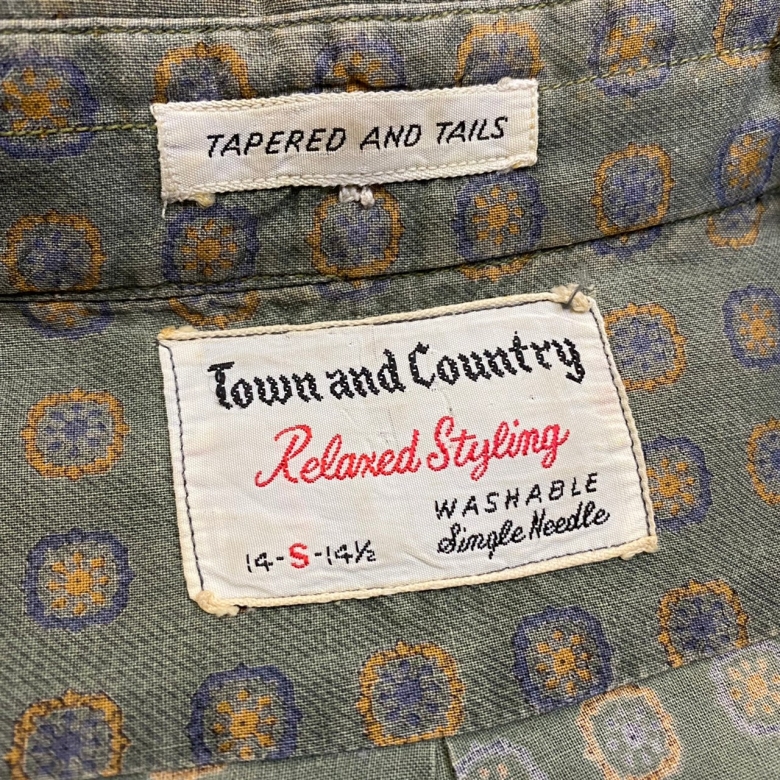 TAPERED AND TAILS
Town and Country
Relaxed Styling
WASHABLE
14-S-14½ Single Needle